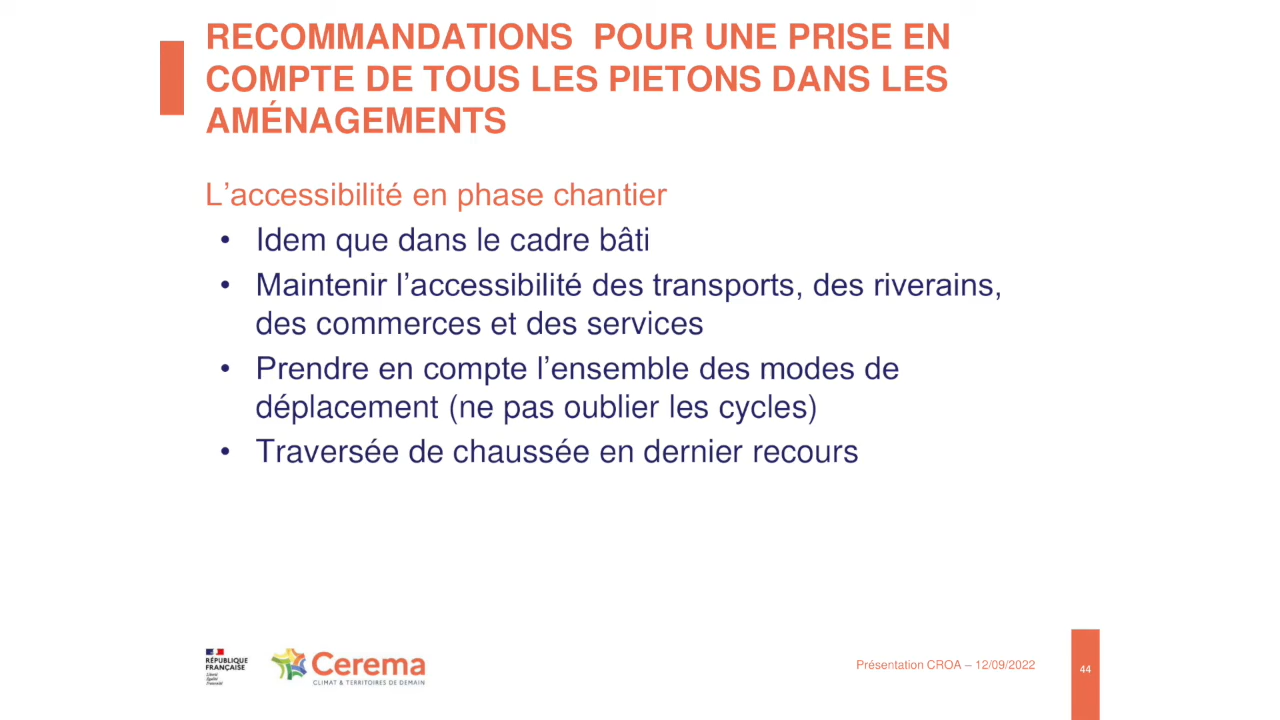 RECOMMANDATIONS POUR UNE PRISE EN
COMPTE DE TOUS LES PIETONS DANS LES
AMÉNAGEMENTS
L’accessibilité en phase chantier
• Idem que dans le cadre bâti
• Maintenir l’accessibilité des transports, des riverains,
des commerces et des services
• Prendre en compte l’ensemble des modes de
déplacement (ne pas oublier les cycles)
• Traversée de chaussée en dernier recours
RÉPUBLIQUE
FRANÇAISE
Liberté
Égalité
Fraternité
Cerema
CLIMAT & TERRITOIRES DE DEMAIN
Présentation CROA – 12/09/2022
44